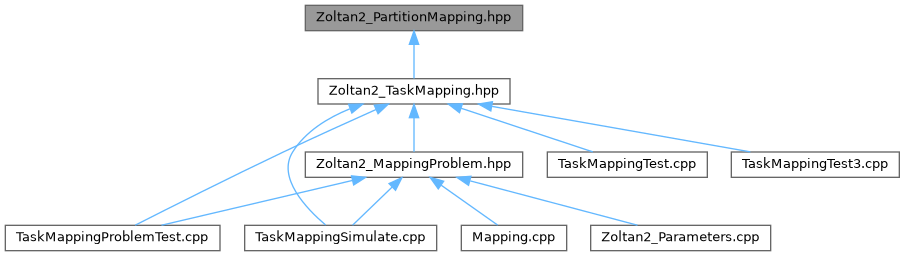 Zoltan2_PartitionMapping.hpp
Zoltan2_TaskMapping.hpp
Zoltan2_MappingProblem.hpp
TaskMappingTest.cpp
TaskMappingTest3.cpp
TaskMappingProblemTest.cpp
TaskMappingSimulate.cpp
Mapping.cpp
Zoltan2_Parameters.cpp